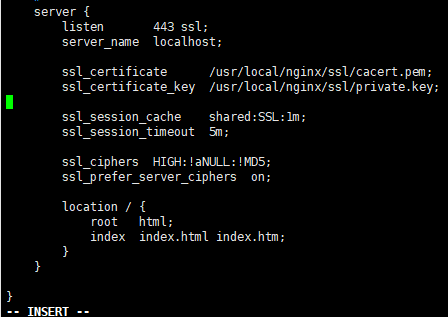 server {
listen 443 ssl;
server_name localhost;
ssl_certificate /usr/local/nginx/ssl/cacert.pem;
ssl_certificate_key /usr/local/nginx/ssl/private.key;
ssl_session_cache shared:SSL:1m;
ssl_session_timeout 5m;
ssl_ciphers HIGH:!aNULL:!MD5;
ssl_prefer_server_ciphers on;
location / {
root html;
index index.html index.htm;
}
}
}
-- INSERT --